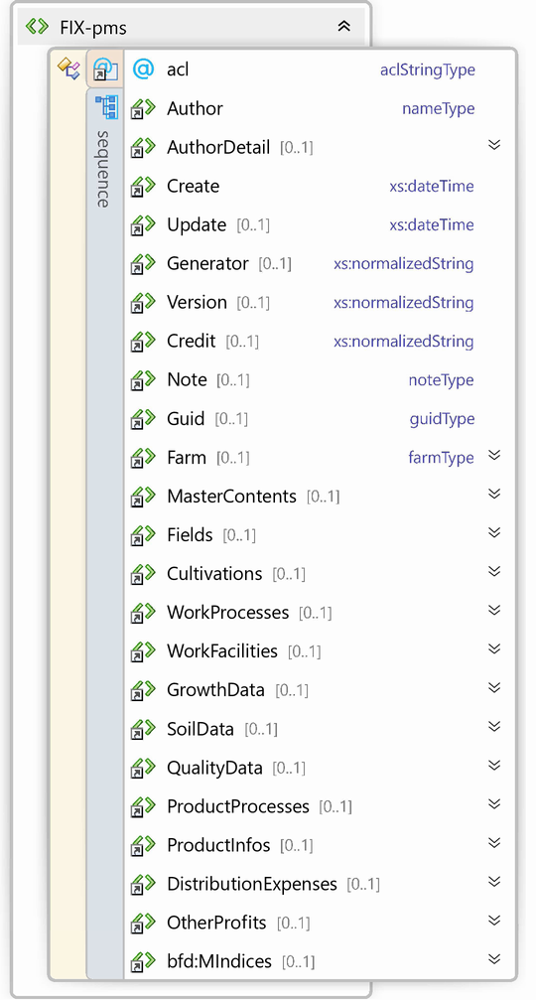 FIX-pms
acl aclStringType
sequence
Author nameType
AuthorDetail [0..1]
Create xs:dateTime
Update [0..1] xs:dateTime
Generator [0..1] xs:normalizedString
Version [0..1] xs:normalizedString
Credit [0..1] xs:normalizedString
Note [0..1] noteType
Guid [0..1] guidType
Farm [0..1] farmType
MasterContents [0..1]
Fields [0..1]
Cultivations [0..1]
WorkProcesses [0..1]
WorkFacilities [0..1]
GrowthData [0..1]
SoilData [0..1]
QualityData [0..1]
ProductProcesses [0..1]
ProductInfos [0..1]
DistributionExpenses [0..1]
OtherProfits [0..1]
bfd:MIndices [0..1]